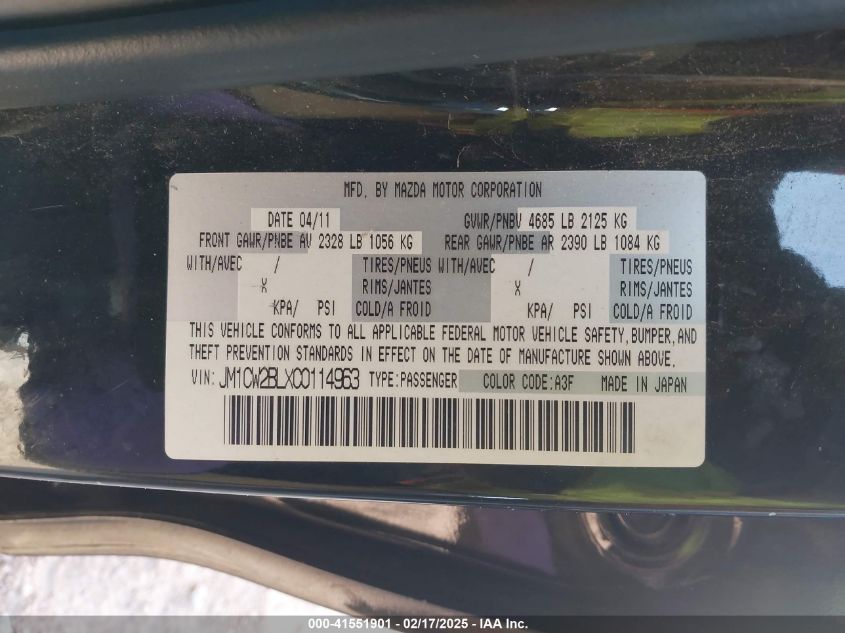 MFD. BY MAZDA MOTOR CORPORATION
DATE 04/11 GVWR/PNBV 4685 LB 2125 KG
FRONT GAWR/PNBE AV 2328 LB 1056 KG REAR GAWR/PNBE AR 2390 LB 1084 KG
WITH/AVEC / TIRES/PNEUS WITH/AVEC / TIRES/PNEUS
X RIMS/JANTES X RIMS/JANTES
KPA/ PSI COLD/A FROID KPA/ PSI COLD/A FROID
THIS VEHICLE CONFORMS TO ALL APPLICABLE FEDERAL MOTOR VEHICLE SAFETY, BUMPER, AND
THEFT PREVENTION STANDARDS IN EFFECT ON THE DATE OF MANUFACTURE SHOWN ABOVE.
VIN: JM1CW2BLXC0114963 TYPE:PASSENGER COLOR CODE:A3F MADE IN JAPAN
000-41551901 - 02/17/2025 - IAA Inc.